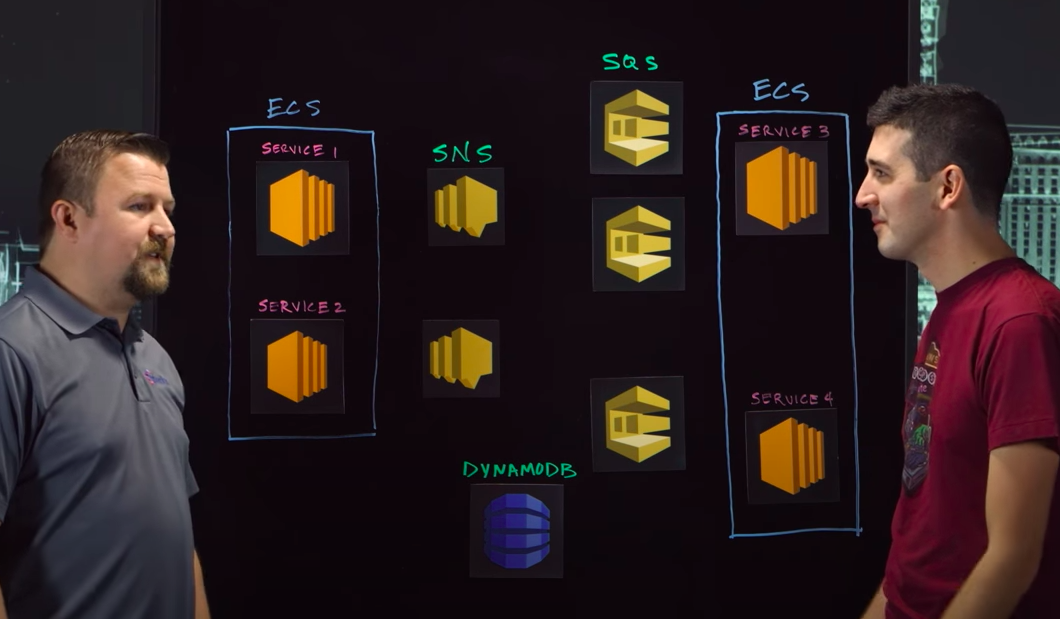 ECS
SERVICE 1
SERVICE 2
SNS
SQS
DYNAMODB
ECS
SERVICE 3
SERVICE 4